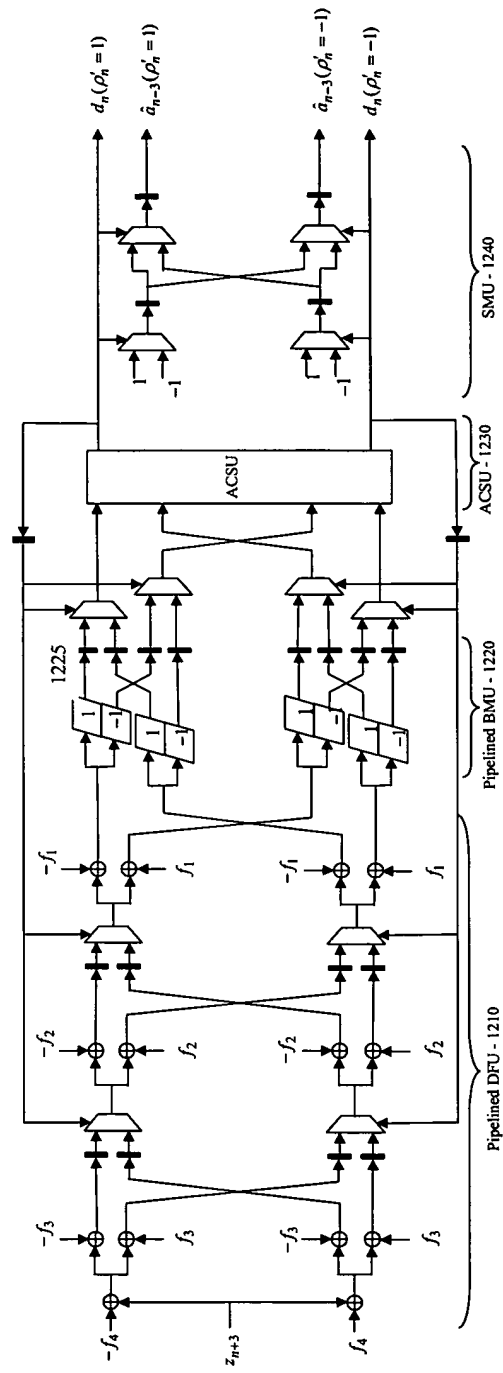 z_{n+3}
-f_4
f_4
-f_3
f_3
-f_3
f_3
-f_2
f_2
-f_2
f_2
-f_1
f_1
-f_1
f_1
1225
1
-1
1
-1
1
-
1
-1
ACSU
1
-1
1
-1
d_n(ρ'_n = 1)
â_{n-3}(ρ'_n = 1)
â_{n-3}(ρ'_n = -1)
d_n(ρ'_n = -1)
Pipelined DFU - 1210
Pipelined BMU - 1220
ACSU - 1230
SMU - 1240